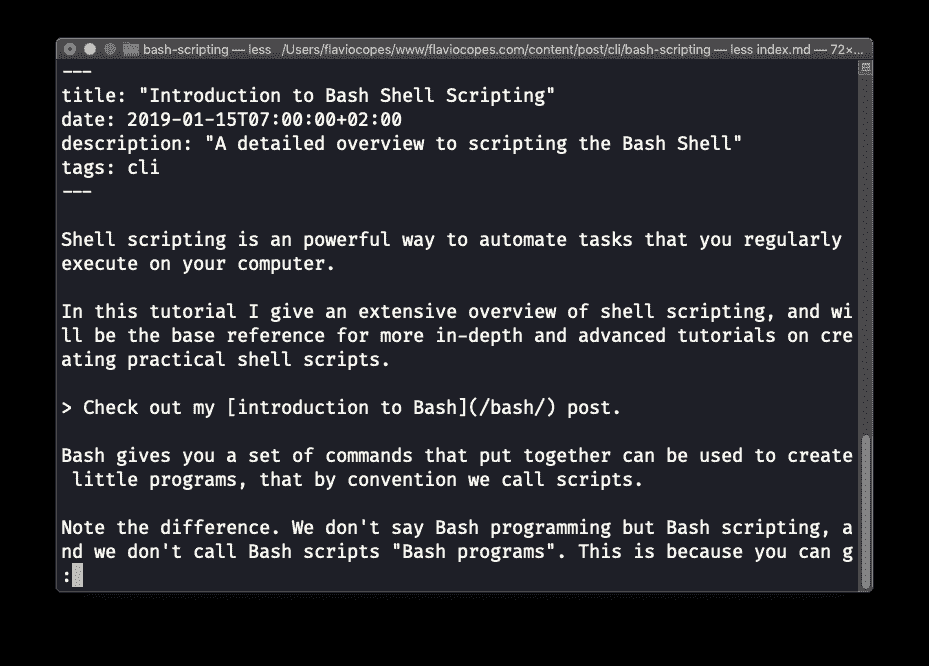 bash-scripting — less /Users/flaviocopes/www/flaviocopes.com/content/post/cli/bash-scripting — less index.md — 72×...
---
title: "Introduction to Bash Shell Scripting"
date: 2019-01-15T07:00:00+02:00
description: "A detailed overview to scripting the Bash Shell"
tags: cli
---
Shell scripting is an powerful way to automate tasks that you regularly
execute on your computer.
In this tutorial I give an extensive overview of shell scripting, and wi
ll be the base reference for more in-depth and advanced tutorials on cre
ating practical shell scripts.
> Check out my [introduction to Bash](/bash/) post.
Bash gives you a set of commands that put together can be used to create
 little programs, that by convention we call scripts.
Note the difference. We don't say Bash programming but Bash scripting, a
nd we don't call Bash scripts "Bash programs". This is because you can g
: